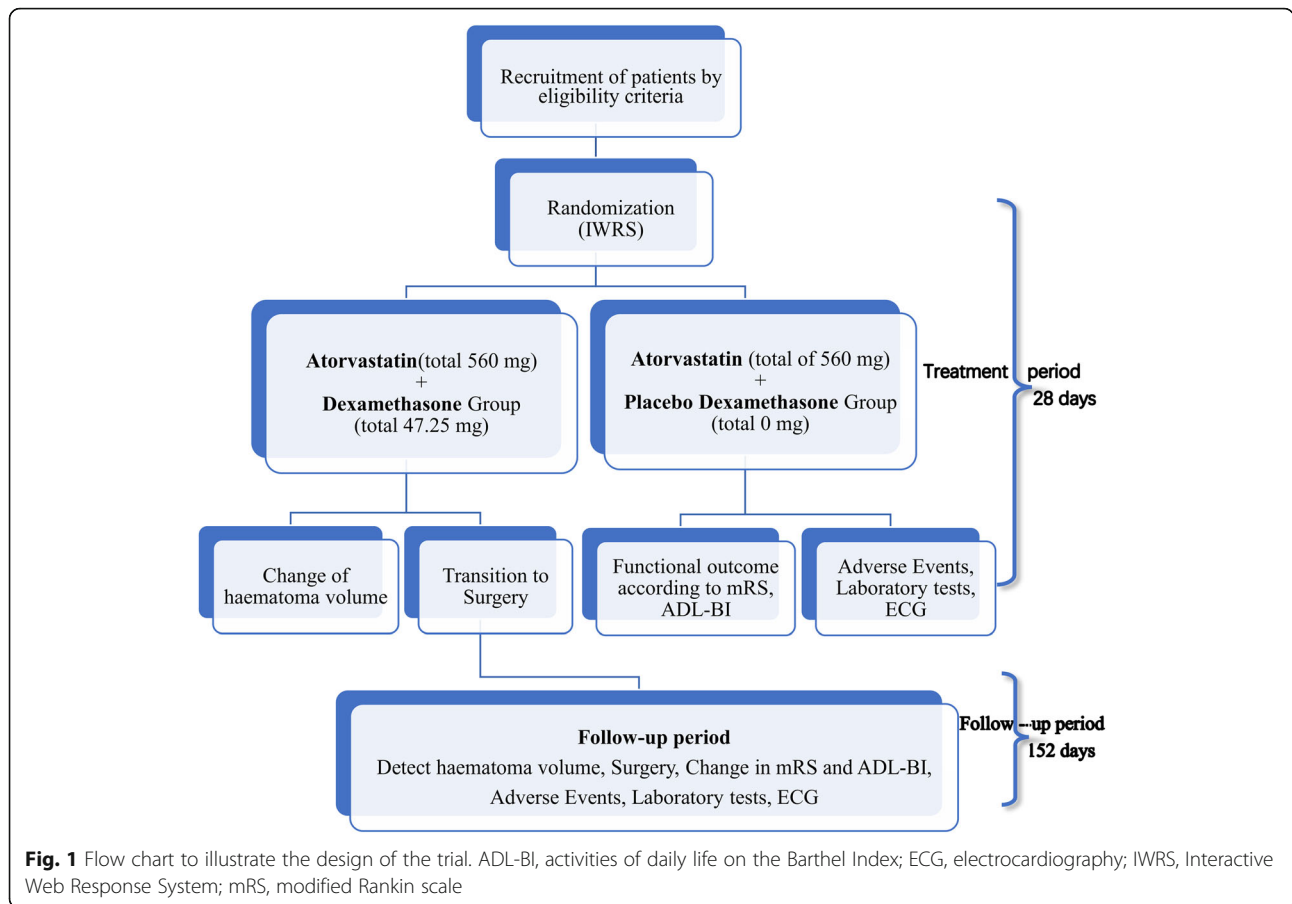 Recruitment of patients by
eligibility criteria
Randomization
(IWRS)
Atorvastatin(total 560 mg)
+
Dexamethasone Group
(total 47.25 mg)
Atorvastatin (total of 560 mg)
+
Placebo Dexamethasone Group
(total 0 mg)
Treatment period
28 days
Change of
haematoma volume
Transition to
Surgery
Functional outcome
according to mRS,
ADL-BI
Adverse Events,
Laboratory tests,
ECG
Follow-up period
Detect haematoma volume, Surgery, Change in mRS and ADL-BI,
Adverse Events, Laboratory tests, ECG
Follow-up period
152 days
Fig. 1 Flow chart to illustrate the design of the trial. ADL-BI, activities of daily life on the Barthel Index; ECG, electrocardiography; IWRS, Interactive
Web Response System; mRS, modified Rankin scale